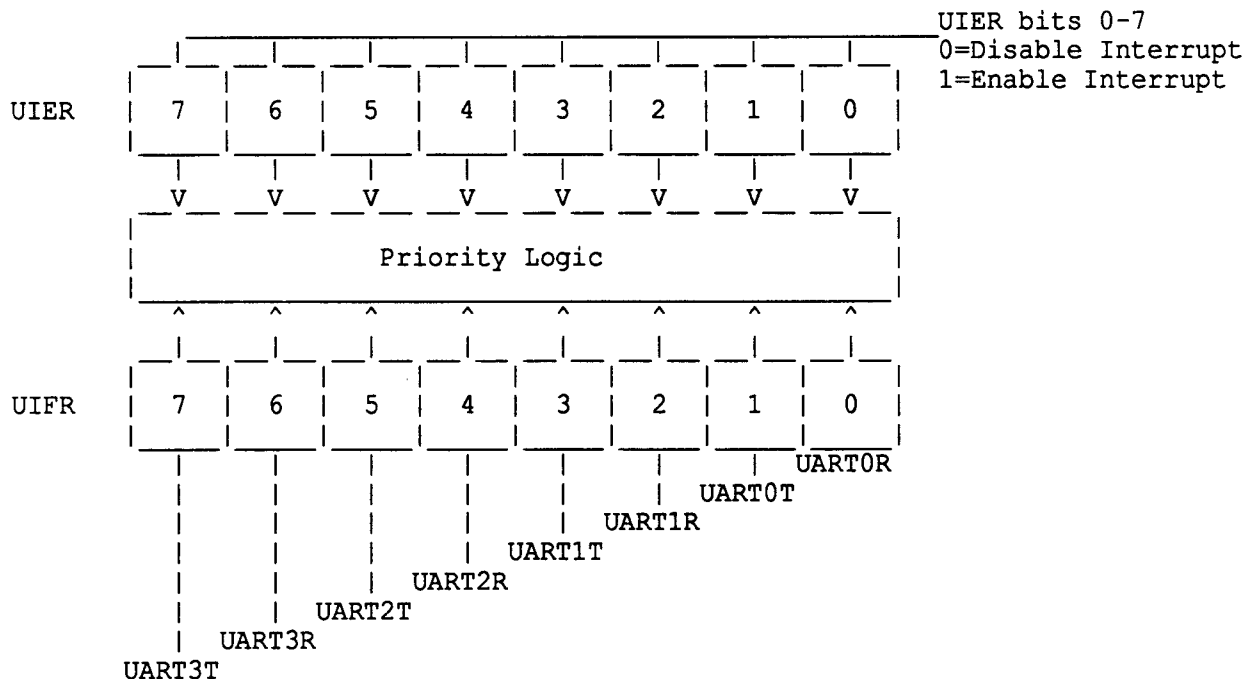 UIER bits 0-7
0=Disable Interrupt
1=Enable Interrupt
UIER 7 6 5 4 3 2 1 0
V V V V V V V V
Priority Logic
^ ^ ^ ^ ^ ^ ^ ^
UIFR 7 6 5 4 3 2 1 0
UART0R
UART0T
UART1R
UART1T
UART2R
UART2T
UART3R
UART3T